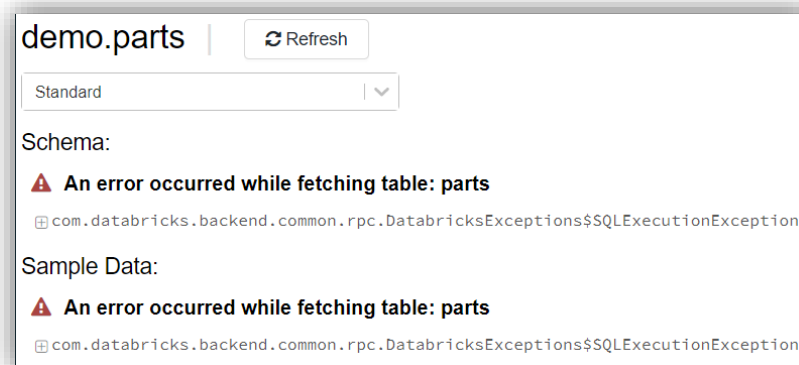 demo.parts
Refresh
Standard
Schema:
An error occurred while fetching table: parts
com.databricks.backend.common.rpc.DatabricksExceptions$SQLExecutionException
Sample Data:
An error occurred while fetching table: parts
com.databricks.backend.common.rpc.DatabricksExceptions$SQLExecutionException